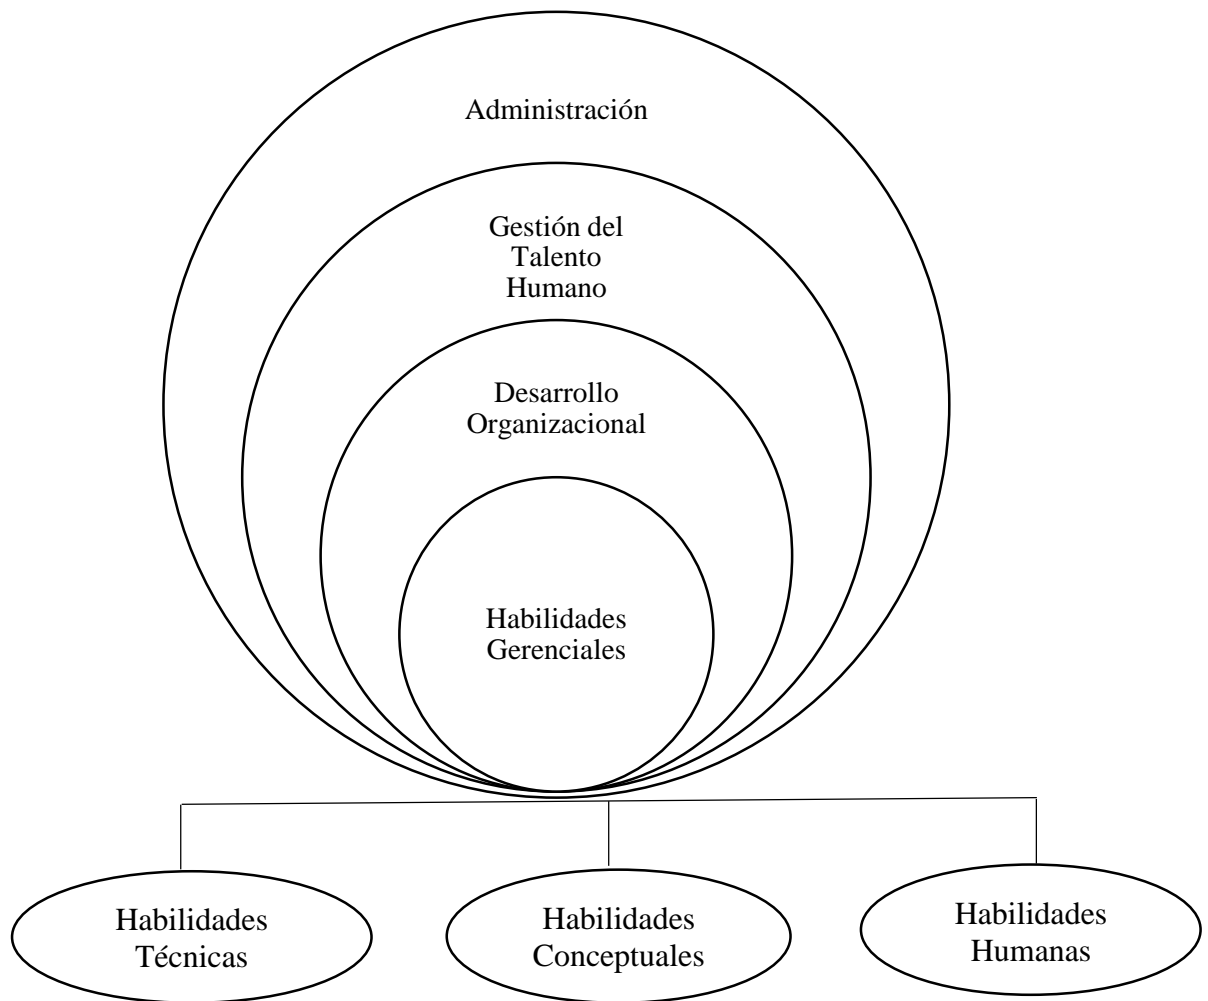 Administración
Gestión del
Talento
Humano
Desarrollo
Organizacional
Habilidades
Gerenciales
Habilidades
Técnicas
Habilidades
Conceptuales
Habilidades
Humanas